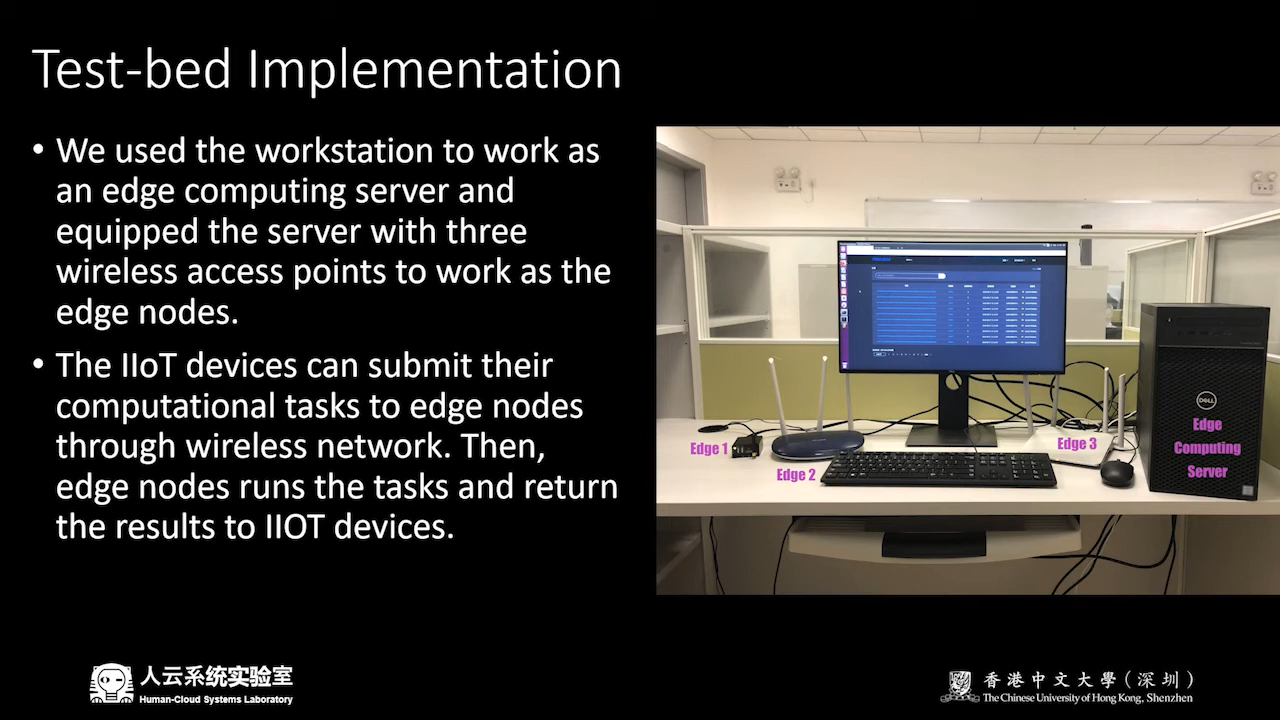 Test-bed Implementation
• We used the workstation to work as
an edge computing server and
equipped the server with three
wireless access points to work as the
edge nodes.
• The IIoT devices can submit their
computational tasks to edge nodes
through wireless network. Then,
edge nodes runs the tasks and return
the results to IIOT devices.
DELL
Edge 1
Edge 2
Edge 3
Edge
Computing
Server
人云系统实验室
Human-Cloud Systems Laboratory
香港中文大學(深圳)
The Chinese University of Hong Kong, Shenzhen